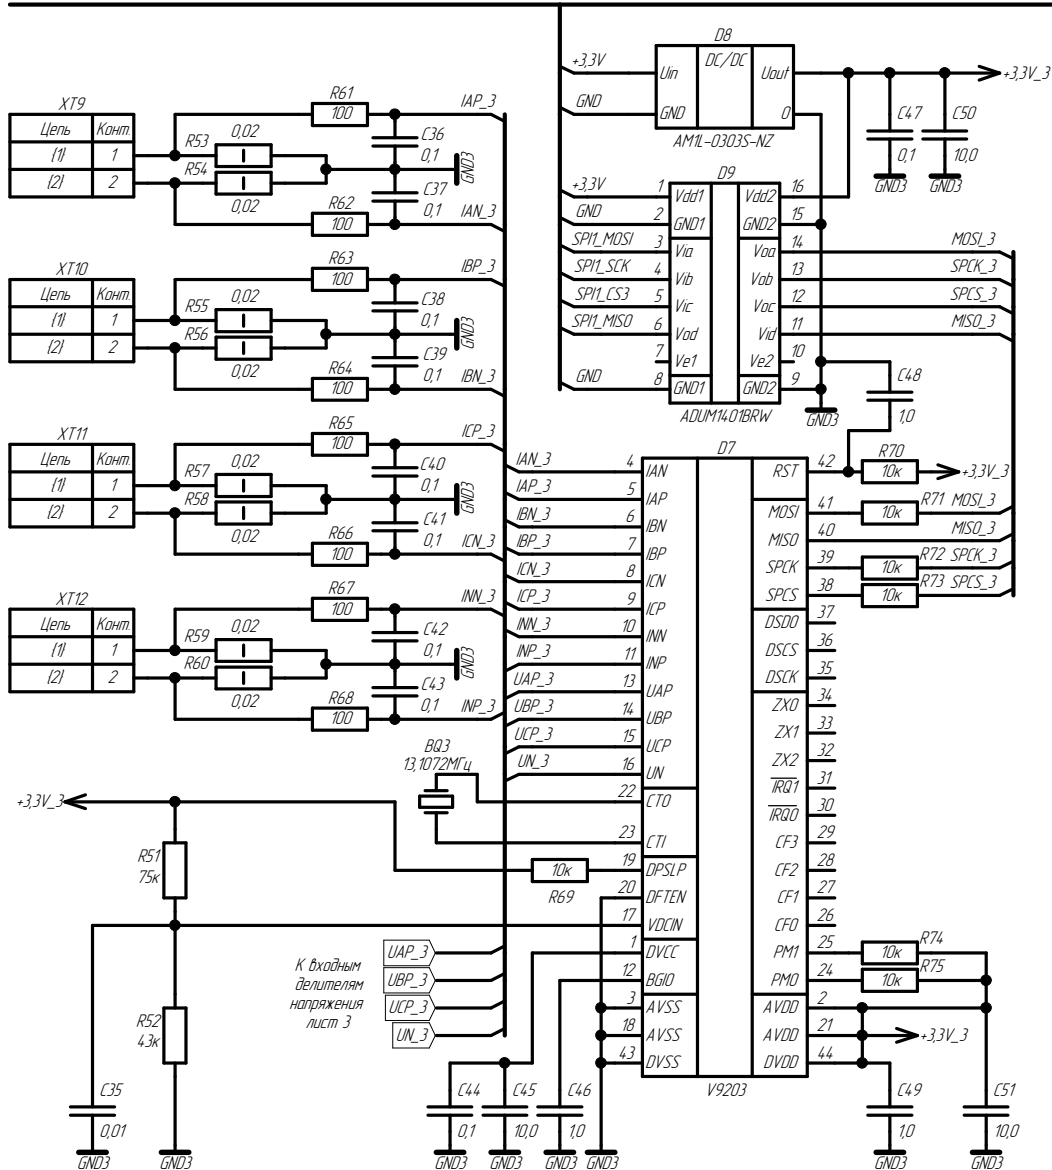 XT9
Цепь Конт.
{1} 1
{2} 2
R53
0,02
R54
0,02
R61
100
R62
100
IAP_3
C36
0,1
C37
0,1
IAN_3
GND3
XT10
Цепь Конт.
{1} 1
{2} 2
R55
0,02
R56
0,02
R63
100
R64
100
IBP_3
C38
0,1
C39
0,1
IBN_3
GND3
XT11
Цепь Конт.
{1} 1
{2} 2
R57
0,02
R58
0,02
R65
100
R66
100
ICP_3
C40
0,1
C41
0,1
ICN_3
GND3
XT12
Цепь Конт.
{1} 1
{2} 2
R59
0,02
R60
0,02
R67
100
R68
100
INN_3
C42
0,1
C43
0,1
INP_3
GND3
D8
+3,3V Uin DC/DC Uout +3,3V_3
GND GND 0
AM1L-0303S-NZ
C47
0,1
GND3
C50
10,0
GND3
D9
+3,3V 1 Vdd1 Vdd2 16
GND 2 GND1 GND2 15
SPI1_MOSI 3 Via Voa 14 MOSI_3
SPI1_SCK 4 Vib Vob 13 SPCK_3
SPI1_CS3 5 Vic Voc 12 SPCS_3
SPI1_MISO 6 Vod Vid 11 MISO_3
7 Ve1 Ve2 10
GND 8 GND1 GND2 9
ADUM1401BRW
GND3
C48
1,0
D7
IAN_3 4 IAN RST 42 R70 10к +3,3V_3
IAP_3 5 IAP MOSI 41 10к R71 MOSI_3
IBN_3 6 IBN MISO 40 MISO_3
IBP_3 7 IBP SPCK 39 10к R72 SPCK_3
ICN_3 8 ICN SPCS 38 10к R73 SPCS_3
ICP_3 9 ICP DSDO 37
INN_3 10 INN DSCS 36
INP_3 11 INP DSCK 35
UAP_3 13 UAP ZX0 34
UBP_3 14 UBP ZX1 33
UCP_3 15 UCP ZX2 32
UN_3 16 UN IRQ1 31
22 CTO IRQ0 30
23 CTI CF3 29
19 DPSLP CF2 28
20 DFTEN CF1 27
17 VDCIN CF0 26
1 DVCC PM1 25 R74 10к
12 BGIO PM0 24 R75 10к
3 AVSS AVDD 2
18 AVSS AVDD 21 +3,3V_3
43 DVSS DVDD 44
V9203
BQ3
13,1072МГц
10к
R69
+3,3V_3
R51
75к
R52
43к
К входным
делителям
напряжения
лист 3
UAP_3
UBP_3
UCP_3
UN_3
C35
0,01
GND3
GND3
C44
0,1
GND3
C45
10,0
GND3
C46
1,0
GND3
GND3
C49
1,0
GND3
C51
10,0
GND3